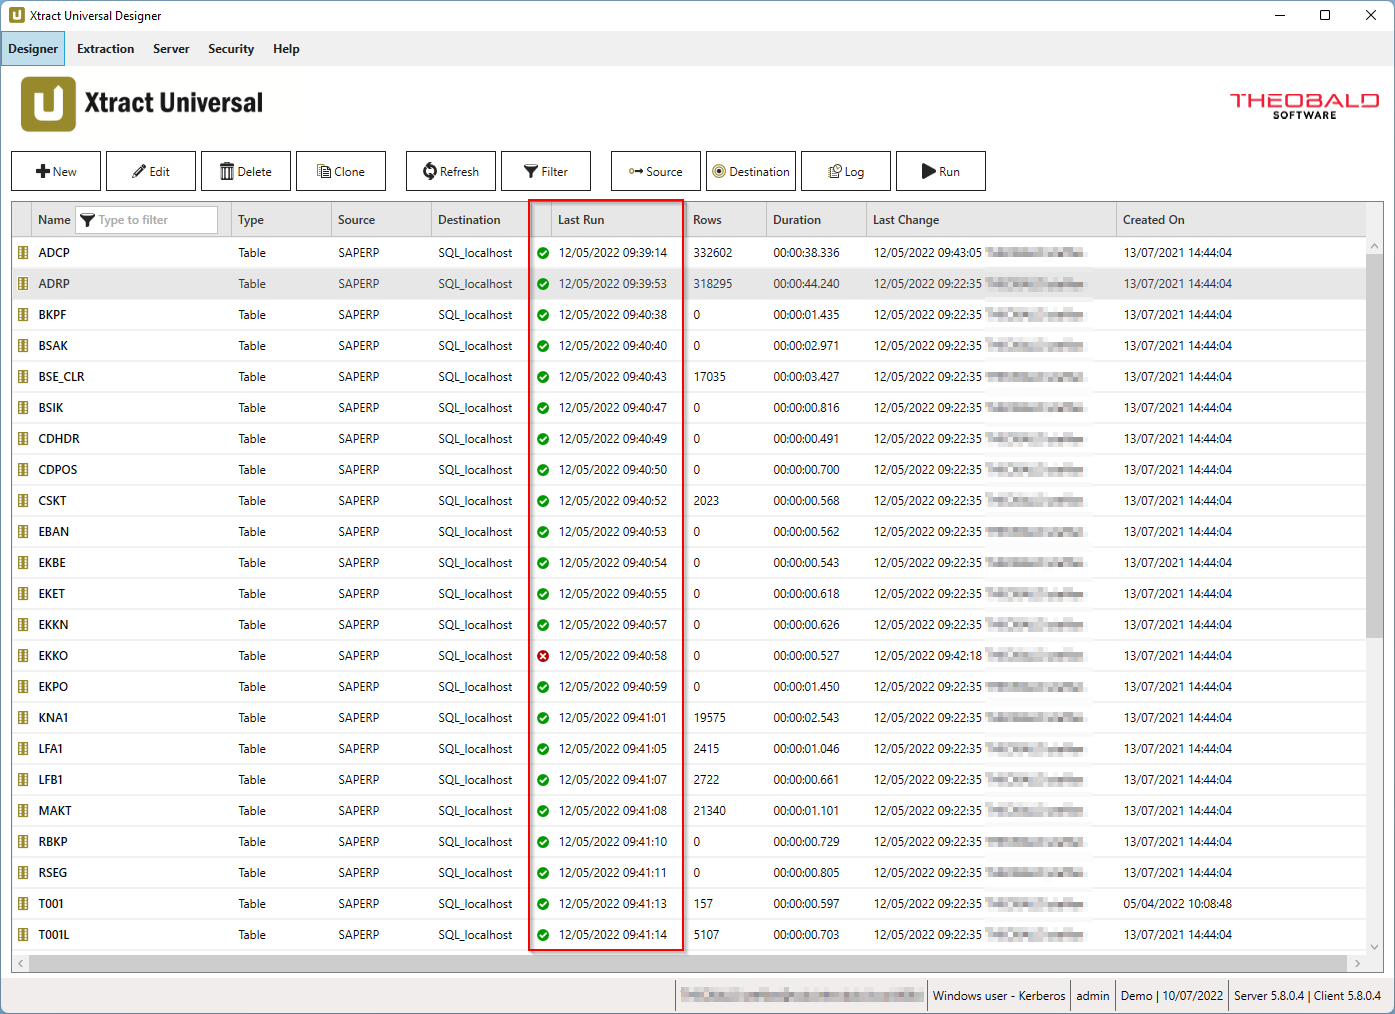 Xtract Universal Designer
Designer Extraction Server Security Help
Xtract Universal
THEOBALD
SOFTWARE
New Edit Delete Clone Refresh Filter Source Destination Log Run
Name Type to filter Type Source Destination Last Run Rows Duration Last Change Created On
ADCP Table SAPERP SQL_localhost 12/05/2022 09:39:14 332602 00:00:38.336 12/05/2022 09:43:05 13/07/2021 14:44:04
ADRP Table SAPERP SQL_localhost 12/05/2022 09:39:53 318295 00:00:44.240 12/05/2022 09:22:35 13/07/2021 14:44:04
BKPF Table SAPERP SQL_localhost 12/05/2022 09:40:38 0 00:00:01.435 12/05/2022 09:22:35 13/07/2021 14:44:04
BSAK Table SAPERP SQL_localhost 12/05/2022 09:40:40 0 00:00:02.971 12/05/2022 09:22:35 13/07/2021 14:44:04
BSE_CLR Table SAPERP SQL_localhost 12/05/2022 09:40:43 17035 00:00:03.427 12/05/2022 09:22:35 13/07/2021 14:44:04
BSIK Table SAPERP SQL_localhost 12/05/2022 09:40:47 0 00:00:00.816 12/05/2022 09:22:35 13/07/2021 14:44:04
CDHDR Table SAPERP SQL_localhost 12/05/2022 09:40:49 0 00:00:00.491 12/05/2022 09:22:35 13/07/2021 14:44:04
CDPOS Table SAPERP SQL_localhost 12/05/2022 09:40:50 0 00:00:00.700 12/05/2022 09:22:35 13/07/2021 14:44:04
CSKT Table SAPERP SQL_localhost 12/05/2022 09:40:52 2023 00:00:00.568 12/05/2022 09:22:35 13/07/2021 14:44:04
EBAN Table SAPERP SQL_localhost 12/05/2022 09:40:53 0 00:00:00.562 12/05/2022 09:22:35 13/07/2021 14:44:04
EKBE Table SAPERP SQL_localhost 12/05/2022 09:40:54 0 00:00:00.543 12/05/2022 09:22:35 13/07/2021 14:44:04
EKET Table SAPERP SQL_localhost 12/05/2022 09:40:55 0 00:00:00.618 12/05/2022 09:22:35 13/07/2021 14:44:04
EKKN Table SAPERP SQL_localhost 12/05/2022 09:40:57 0 00:00:00.626 12/05/2022 09:22:35 13/07/2021 14:44:04
EKKO Table SAPERP SQL_localhost 12/05/2022 09:40:58 0 00:00:00.527 12/05/2022 09:42:18 13/07/2021 14:44:04
EKPO Table SAPERP SQL_localhost 12/05/2022 09:40:59 0 00:00:01.450 12/05/2022 09:22:35 13/07/2021 14:44:04
KNA1 Table SAPERP SQL_localhost 12/05/2022 09:41:01 19575 00:00:02.543 12/05/2022 09:22:35 13/07/2021 14:44:04
LFA1 Table SAPERP SQL_localhost 12/05/2022 09:41:05 2415 00:00:01.046 12/05/2022 09:22:35 13/07/2021 14:44:04
LFB1 Table SAPERP SQL_localhost 12/05/2022 09:41:07 2722 00:00:00.661 12/05/2022 09:22:35 13/07/2021 14:44:04
MAKT Table SAPERP SQL_localhost 12/05/2022 09:41:08 21340 00:00:01.101 12/05/2022 09:22:35 13/07/2021 14:44:04
RBKP Table SAPERP SQL_localhost 12/05/2022 09:41:10 0 00:00:00.729 12/05/2022 09:22:35 13/07/2021 14:44:04
RSEG Table SAPERP SQL_localhost 12/05/2022 09:41:11 0 00:00:00.805 12/05/2022 09:22:35 13/07/2021 14:44:04
T001 Table SAPERP SQL_localhost 12/05/2022 09:41:13 157 00:00:00.597 12/05/2022 09:22:35 05/04/2022 10:08:48
T001L Table SAPERP SQL_localhost 12/05/2022 09:41:14 5107 00:00:00.703 12/05/2022 09:22:35 13/07/2021 14:44:04
Windows user - Kerberos admin Demo | 10/07/2022 Server 5.8.0.4 | Client 5.8.0.4